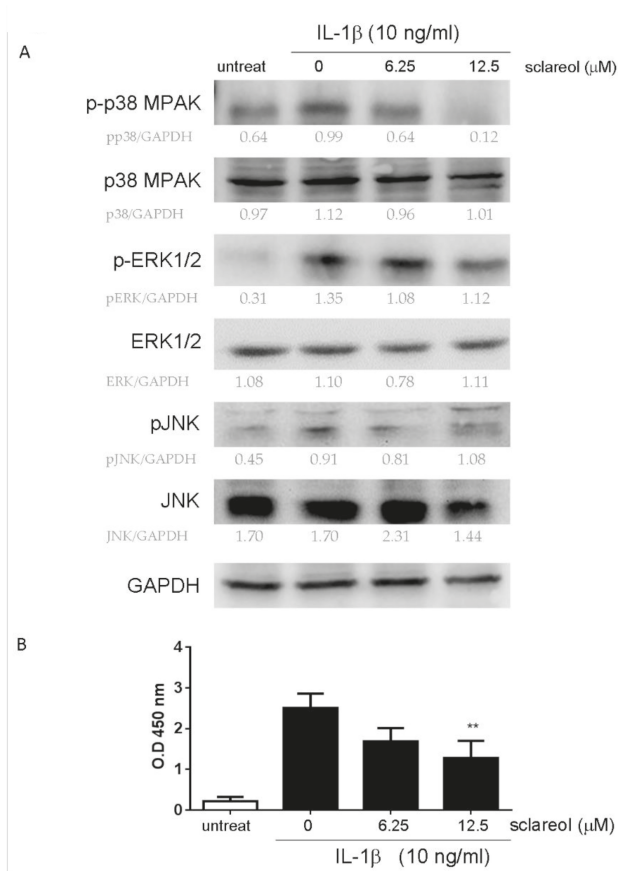 IL-1β (10 ng/ml)
A
untreat 0 6.25 12.5 sclareol (μM)
p-p38 MPAK
pp38/GAPDH 0.64 0.99 0.64 0.12
p38 MPAK
p38/GAPDH 0.97 1.12 0.96 1.01
p-ERK1/2
pERK/GAPDH 0.31 1.35 1.08 1.12
ERK1/2
ERK/GAPDH 1.08 1.10 0.78 1.11
pJNK
pJNK/GAPDH 0.45 0.91 0.81 1.08
JNK
JNK/GAPDH 1.70 1.70 2.31 1.44
GAPDH
B
4
3
2
1
0
O.D 450 nm
**
untreat 0 6.25 12.5 sclareol (μM)
IL-1β (10 ng/ml)